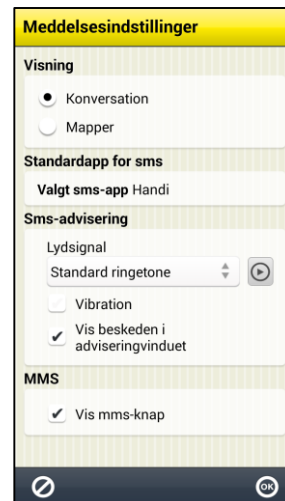 Meddelsesindstillinger
Visning
Konversation
Mapper
Standardapp for sms
Valgt sms-app Handi
Sms-advisering
Lydsignal
Standard ringetone
Vibration
Vis beskeden i
adviseringvinduet
MMS
Vis mms-knap
OK